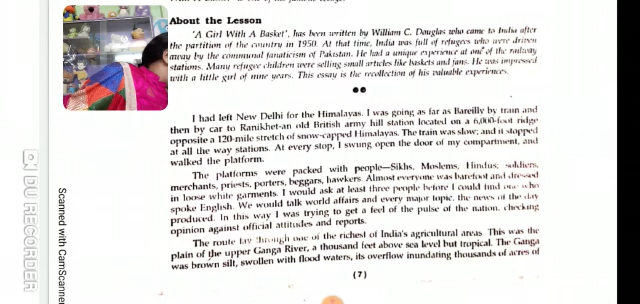 About the Lesson
'A Girl With A Basket', has been written by William C. Douglas who came to India after
the partition of the country in 1950. At that time, India was full of refugees who were driven
away by the communal fanaticism of Pakistan. He had a unique experience at one of the railway
stations. Many refugee children were selling small articles like baskets and fans. He was impressed
with a little girl of nine years. This essay is the recollection of his valuable experiences.
I had left New Delhi for the Himalayas. I was going as far as Bareilly by train and
then by car to Ranikhet-an old British army hill station located on a 6,000-foot ridge
opposite a 120-mile stretch of snow-capped Himalayas. The train was slow; and it stopped
at all the way stations. At every stop, I swung open the door of my compartment, and
walked the platform.
The platforms were packed with people—Sikhs, Moslems, Hindus; soldiers,
merchants, priests, porters, beggars, hawkers. Almost everyone was barefoot and dressed
in loose white garments. I would ask at least three people before I could find one who
spoke English. We would talk world affairs and every major topic, the news of the day
produced. In this way I was trying to get a feel of the pulse of the nation, checking
opinion against official attitudes and reports.
The route lay through one of the richest of India's agricultural areas. This was the
plain of the upper Ganga River, a thousand feet above sea level but tropical. The Ganga
was brown silt, swollen with flood waters, its overflow inundating thousands of acres of
(7)
DU RECORDER
Scanned with CamScanner